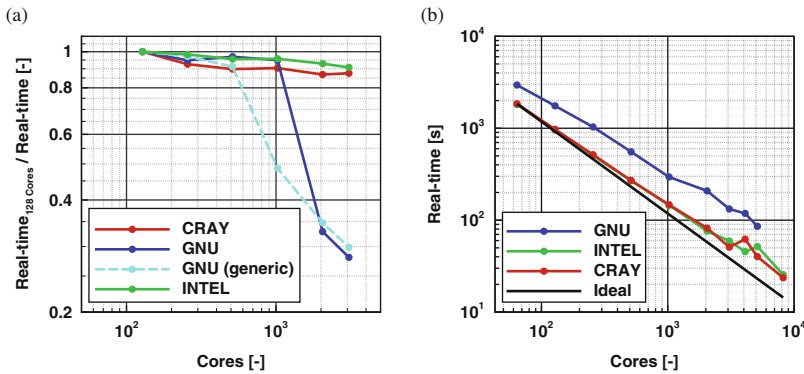 (a)
1
0.8
0.6
0.4
0.2
Real-time128 Cores / Real-time [-]
CRAY
GNU
GNU (generic)
INTEL
10^2
10^3
Cores [-]
(b)
10^4
10^3
10^2
10^1
Real-time [s]
GNU
INTEL
CRAY
Ideal
10^2
10^3
10^4
Cores [-]